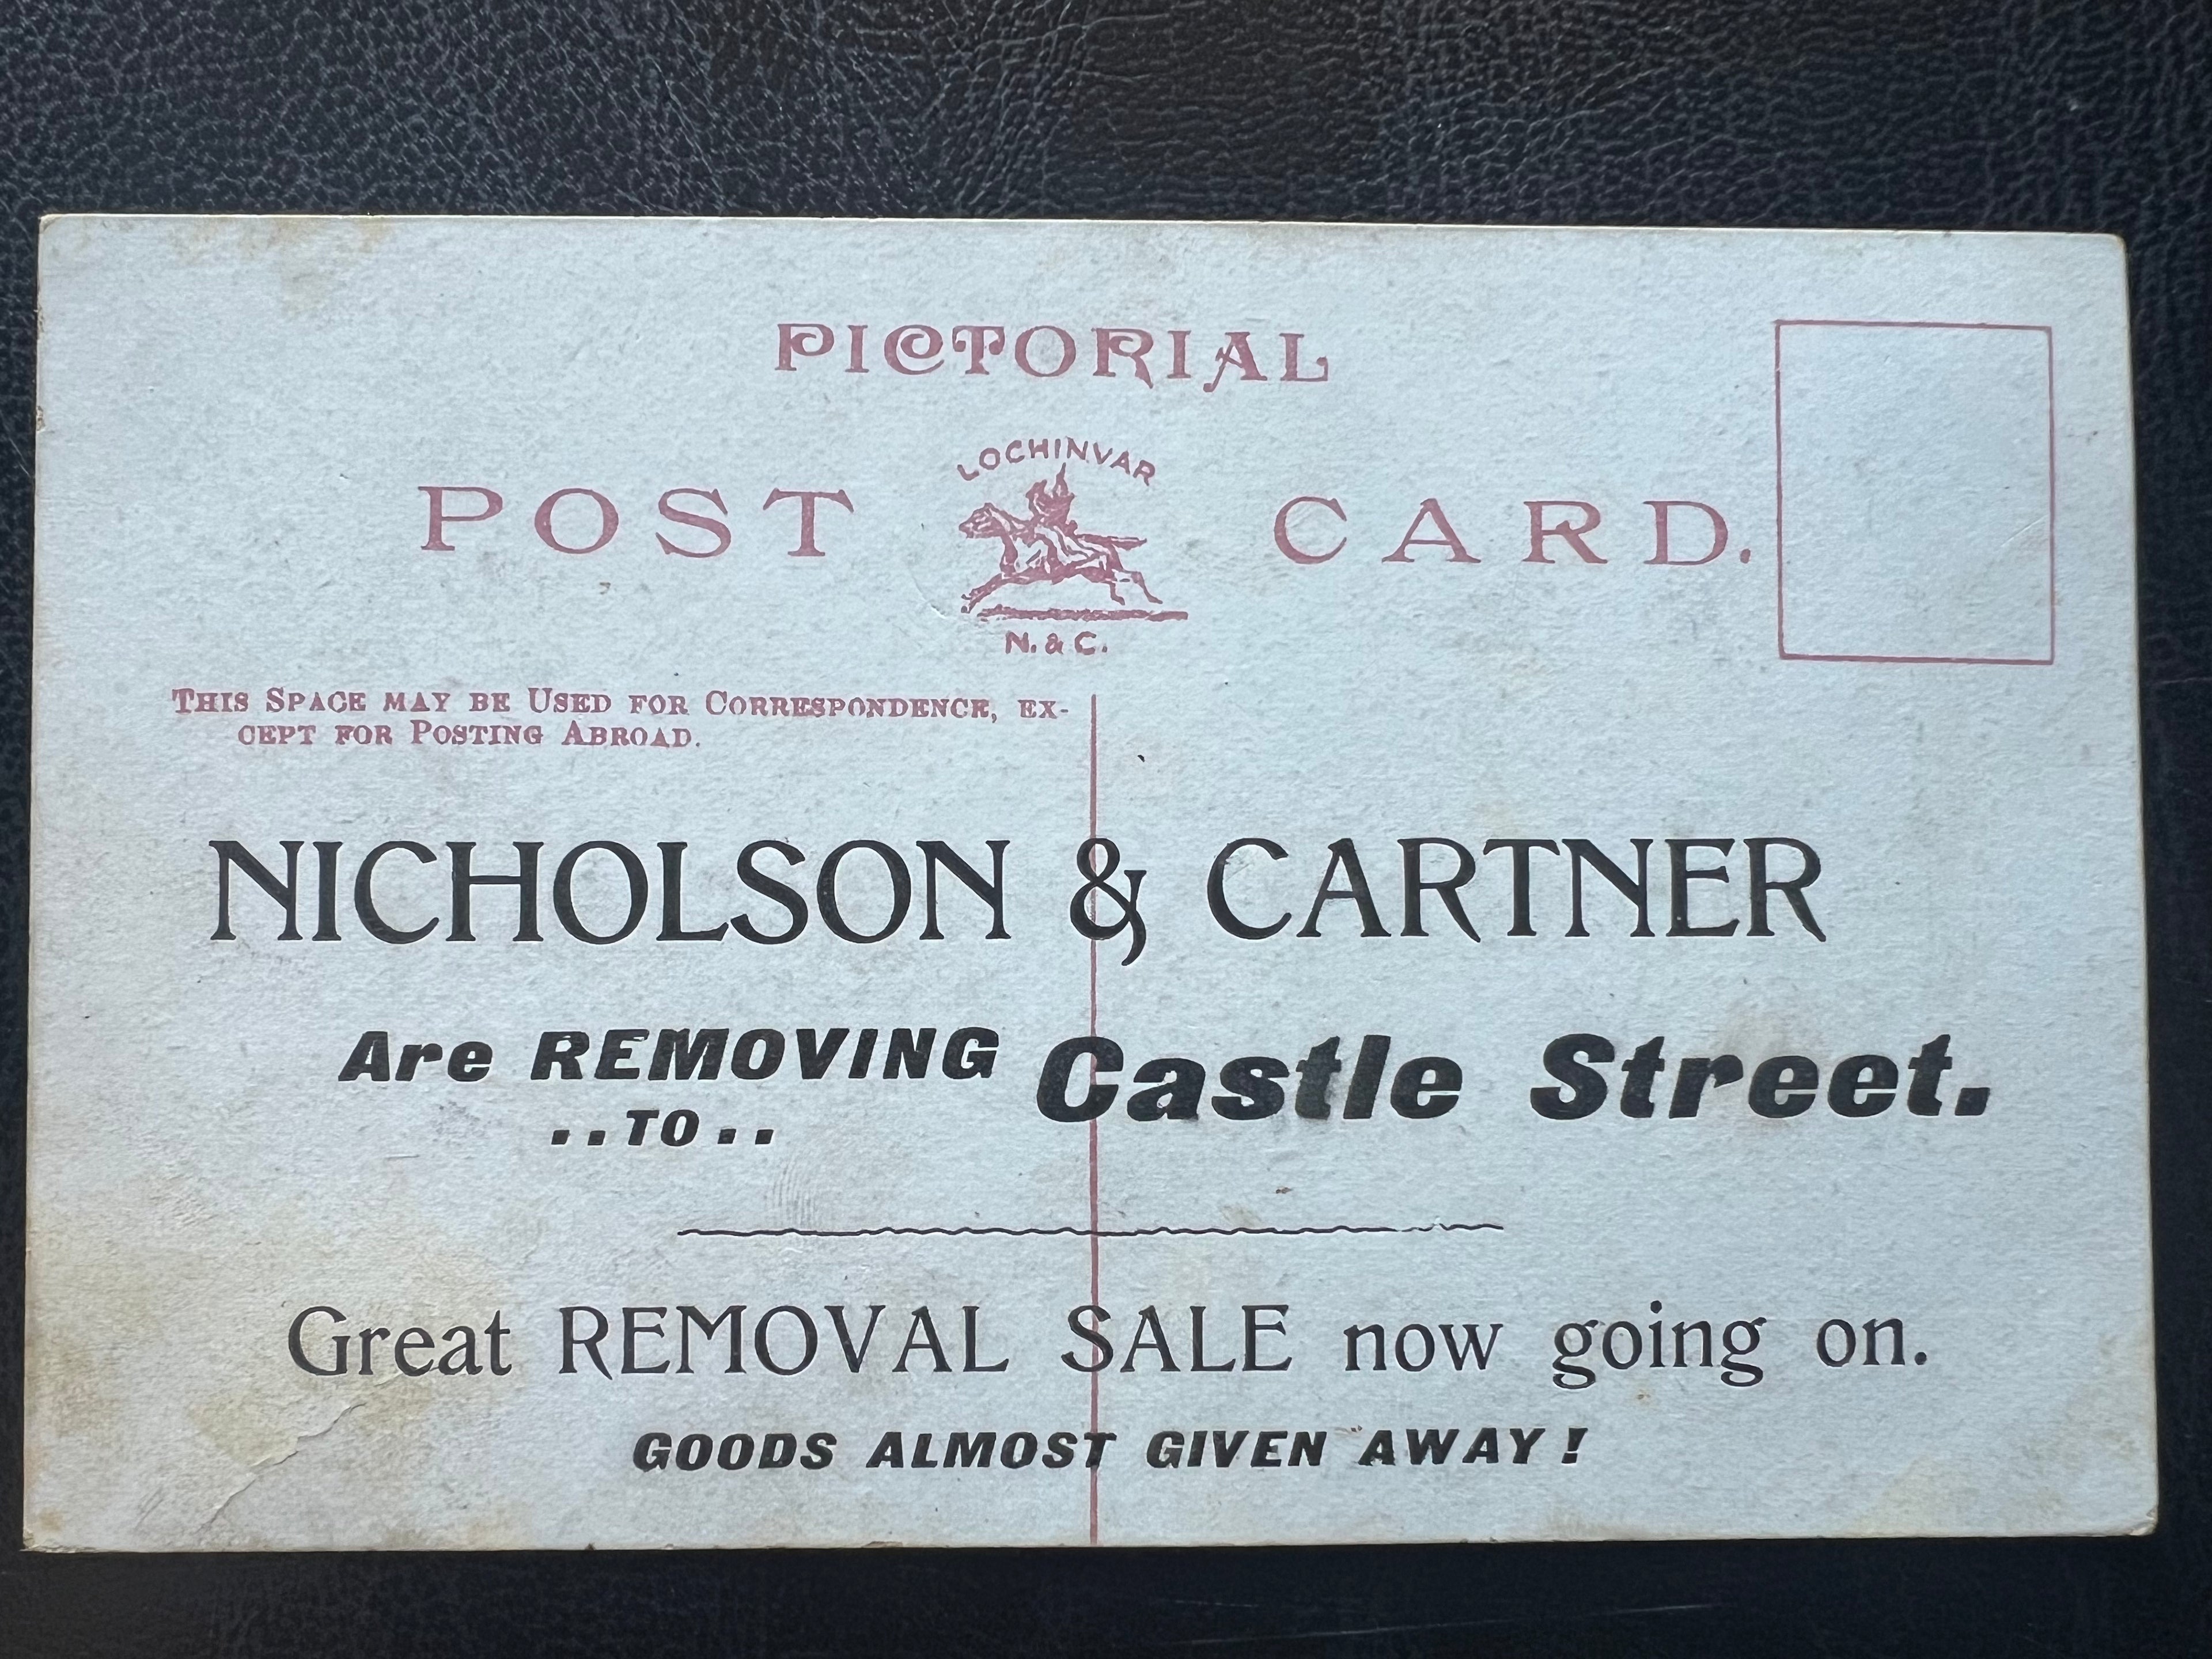 PICTORIAL
POST CARD.
LOCHINVAR
N. & C.
THIS SPACE MAY BE USED FOR CORRESPONDENCE, EX-
CEPT FOR POSTING ABROAD.
NICHOLSON & CARTNER
Are REMOVING
..TO..
Castle Street.
Great REMOVAL SALE now going on.
GOODS ALMOST GIVEN AWAY!